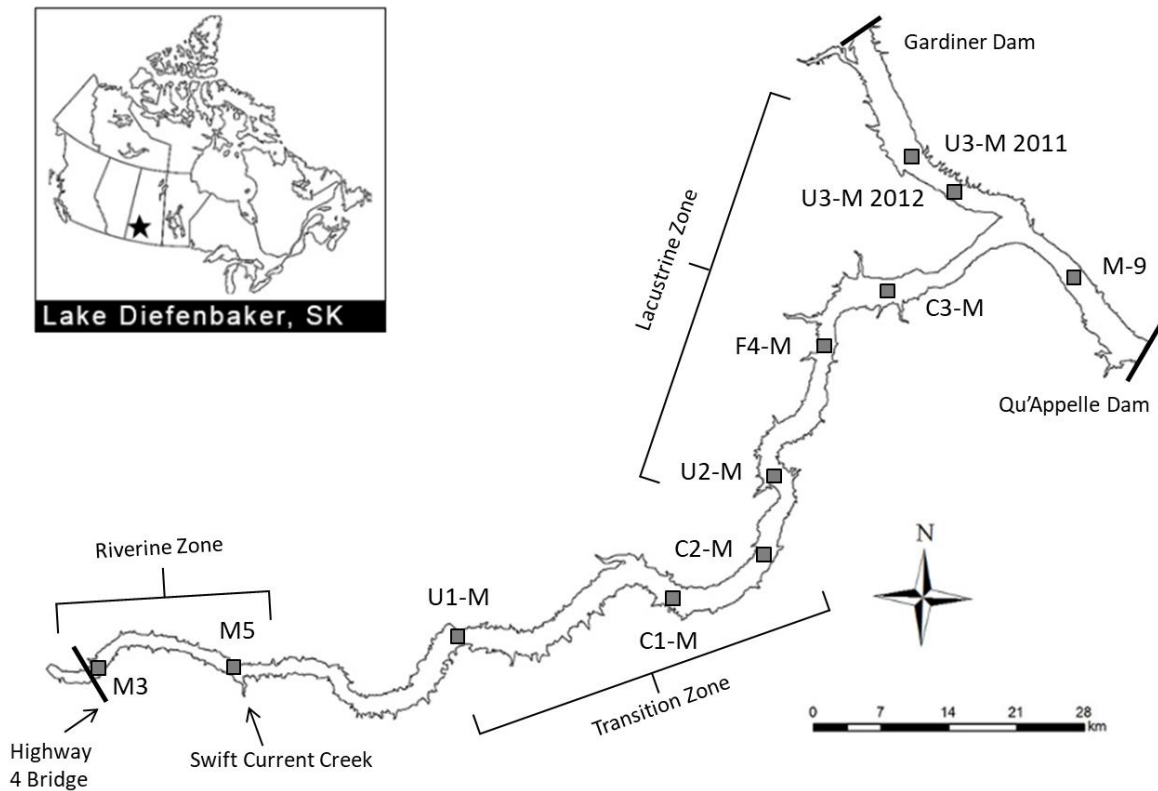 Lake Diefenbaker, SK
Gardiner Dam
U3-M 2011
U3-M 2012
Lacustrine Zone
M-9
C3-M
F4-M
Qu'Appelle Dam
U2-M
C2-M
Riverine Zone
U1-M
M5
C1-M
M3
Transition Zone
N
Highway
4 Bridge
Swift Current Creek
0 7 14 21 28
km